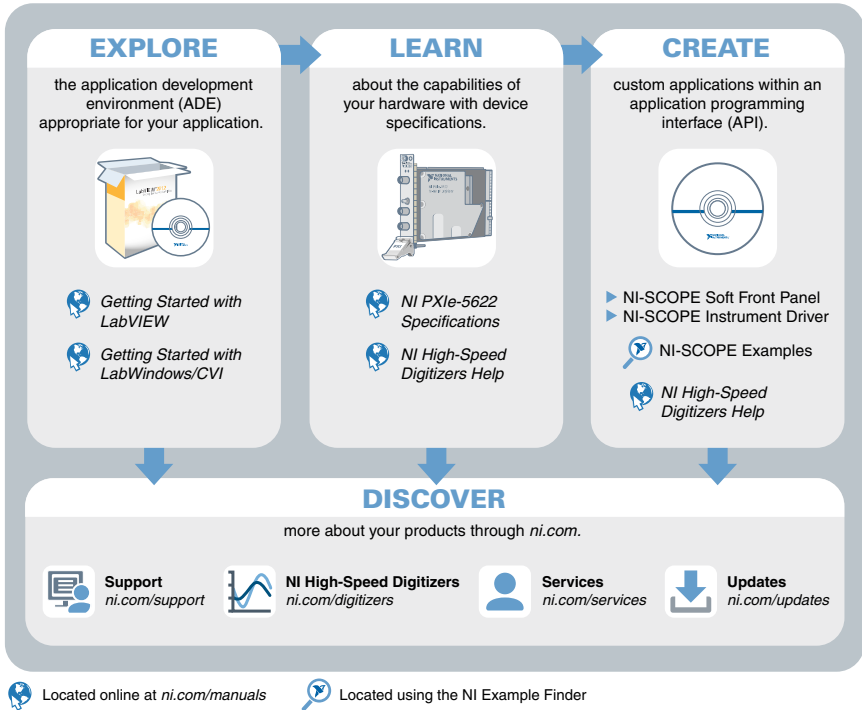 EXPLORE
the application development
environment (ADE)
appropriate for your application.
Getting Started with
LabVIEW
Getting Started with
LabWindows/CVI
LEARN
about the capabilities of
your hardware with device
specifications.
NATIONAL
INSTRUMENTS
NI PXIe-5622
Specifications
NI High-Speed
Digitizers Help
CREATE
custom applications within an
application programming
interface (API).
NI-SCOPE Soft Front Panel
NI-SCOPE Instrument Driver
NI-SCOPE Examples
NI High-Speed
Digitizers Help
DISCOVER
more about your products through ni.com.
Support
ni.com/support
NI High-Speed Digitizers
ni.com/digitizers
Services
ni.com/services
Updates
ni.com/updates
Located online at ni.com/manuals
Located using the NI Example Finder